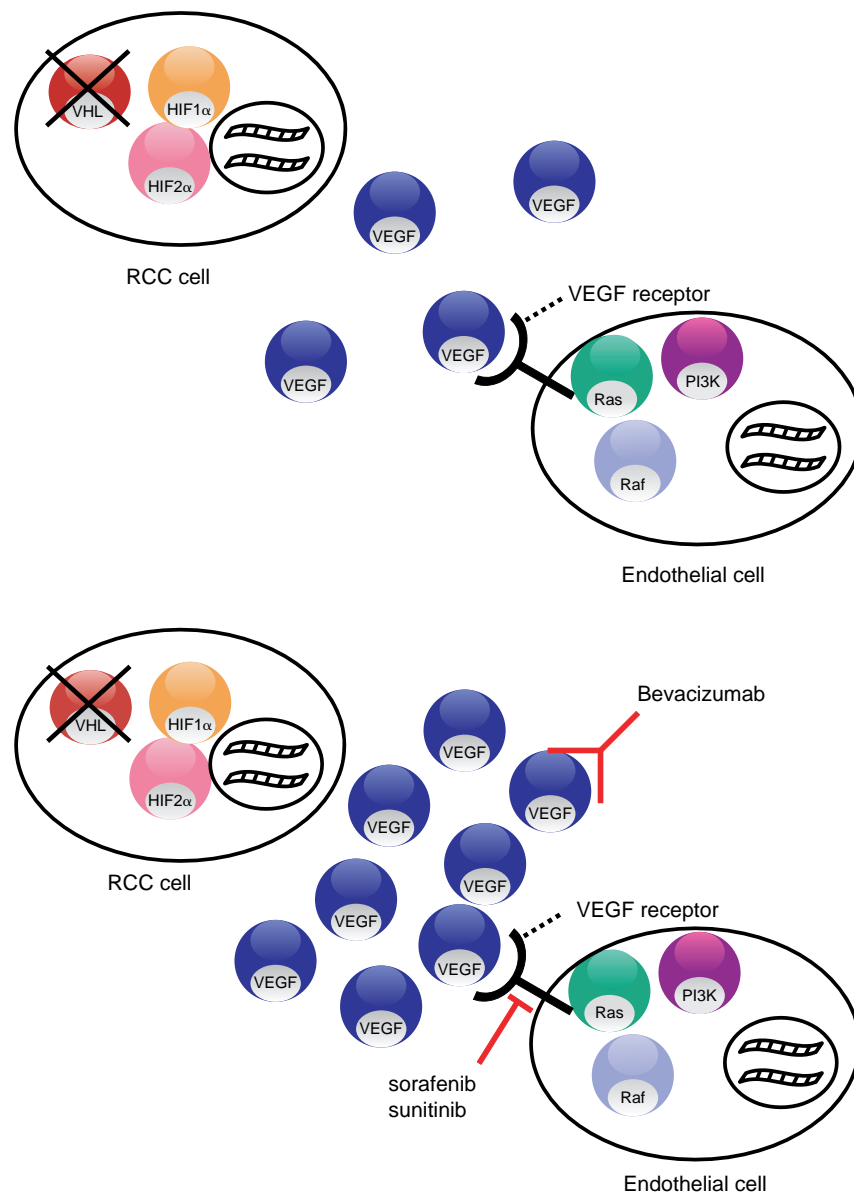 VHL
HIF1α
HIF2α
RCC cell
VEGF
VEGF
VEGF
VEGF
VEGF receptor
Ras
PI3K
Raf
Endothelial cell
VHL
HIF1α
HIF2α
RCC cell
Bevacizumab
VEGF
VEGF
VEGF
VEGF
VEGF
VEGF
VEGF
VEGF
VEGF receptor
Ras
PI3K
Raf
sorafenib
sunitinib
Endothelial cell